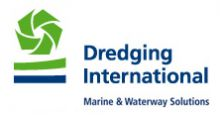 Dredging
International
Marine & Waterway Solutions